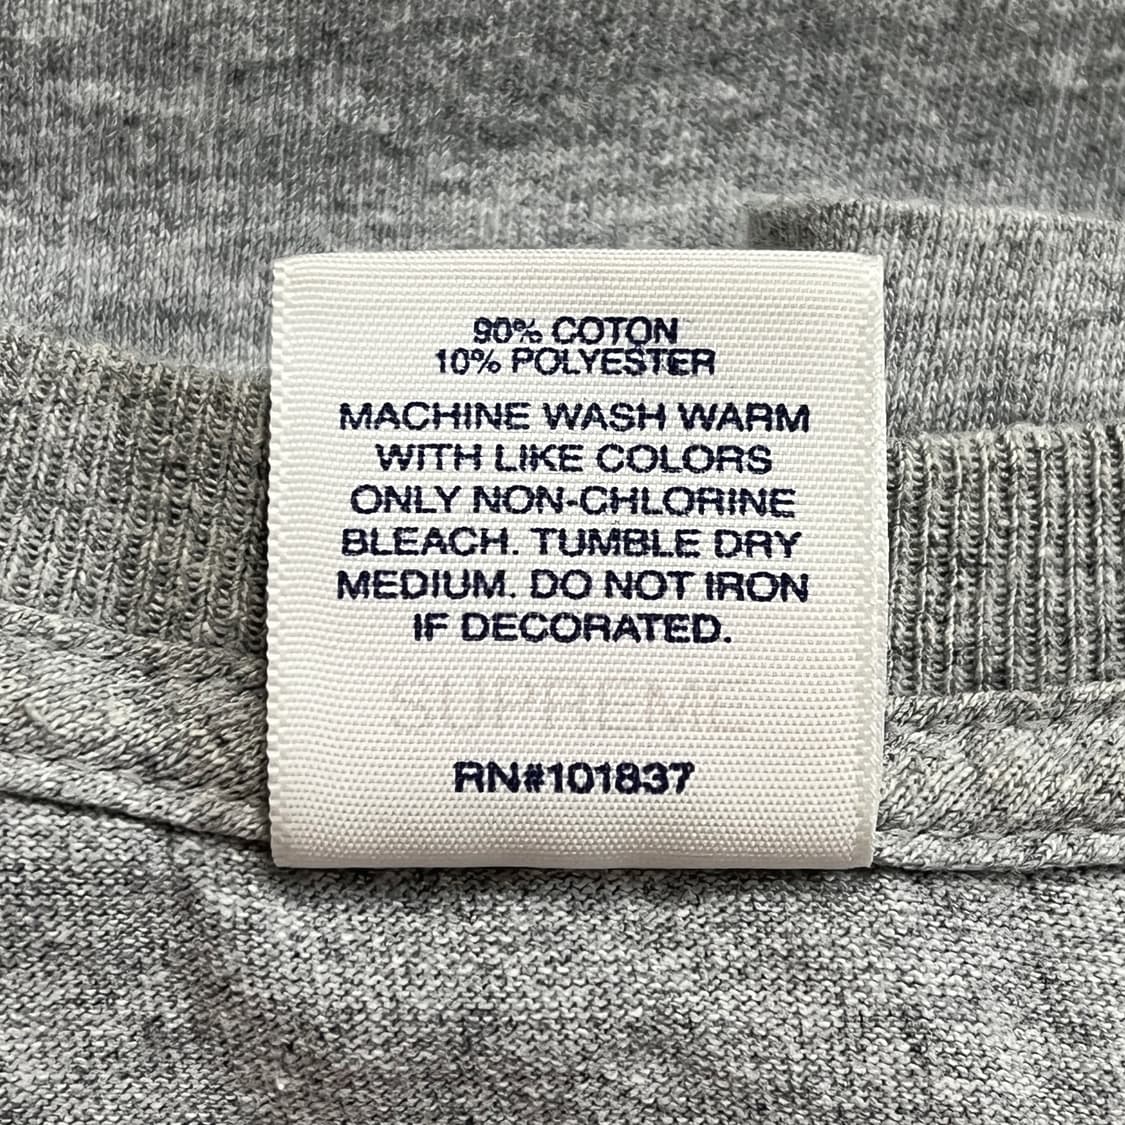 90% COTON
10% POLYESTER
MACHINE WASH WARM
WITH LIKE COLORS
ONLY NON-CHLORINE
BLEACH. TUMBLE DRY
MEDIUM. DO NOT IRON
IF DECORATED.
SUPREME
RN#101837